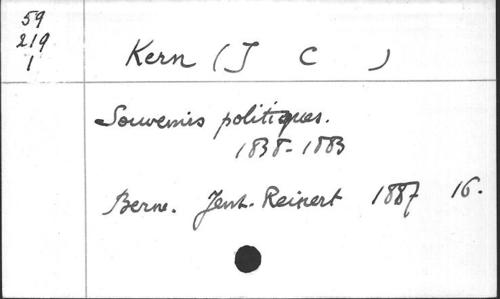 59
219
1
Kern (J C )
Souvenirs politiques.
1838-1883
Berne. Jent-Reinert 1887 16.